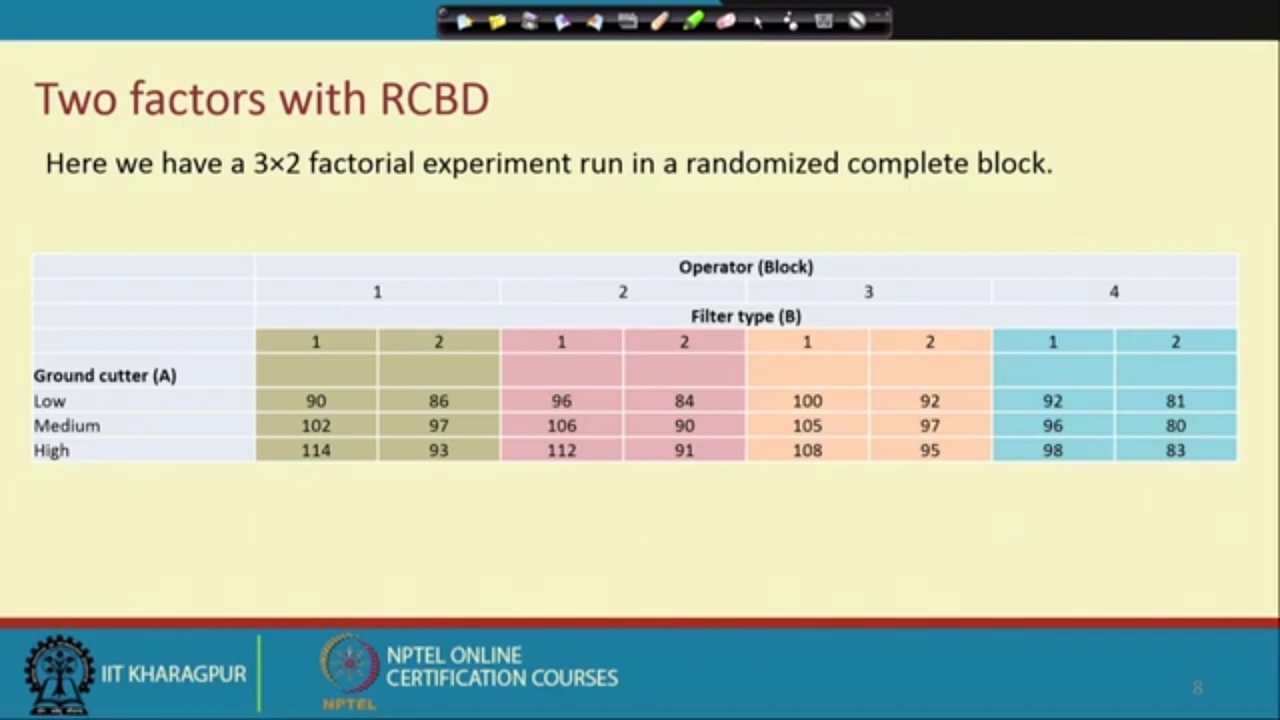 Two factors with RCBD
Here we have a 3×2 factorial experiment run in a randomized complete block.
Operator (Block)
1 2 3 4
Filter type (B)
1 2 1 2 1 2 1 2
Ground cutter (A)
Low 90 86 96 84 100 92 92 81
Medium 102 97 106 90 105 97 96 80
High 114 93 112 91 108 95 98 83
IIT KHARAGPUR
NPTEL
NPTEL ONLINE
CERTIFICATION COURSES
8